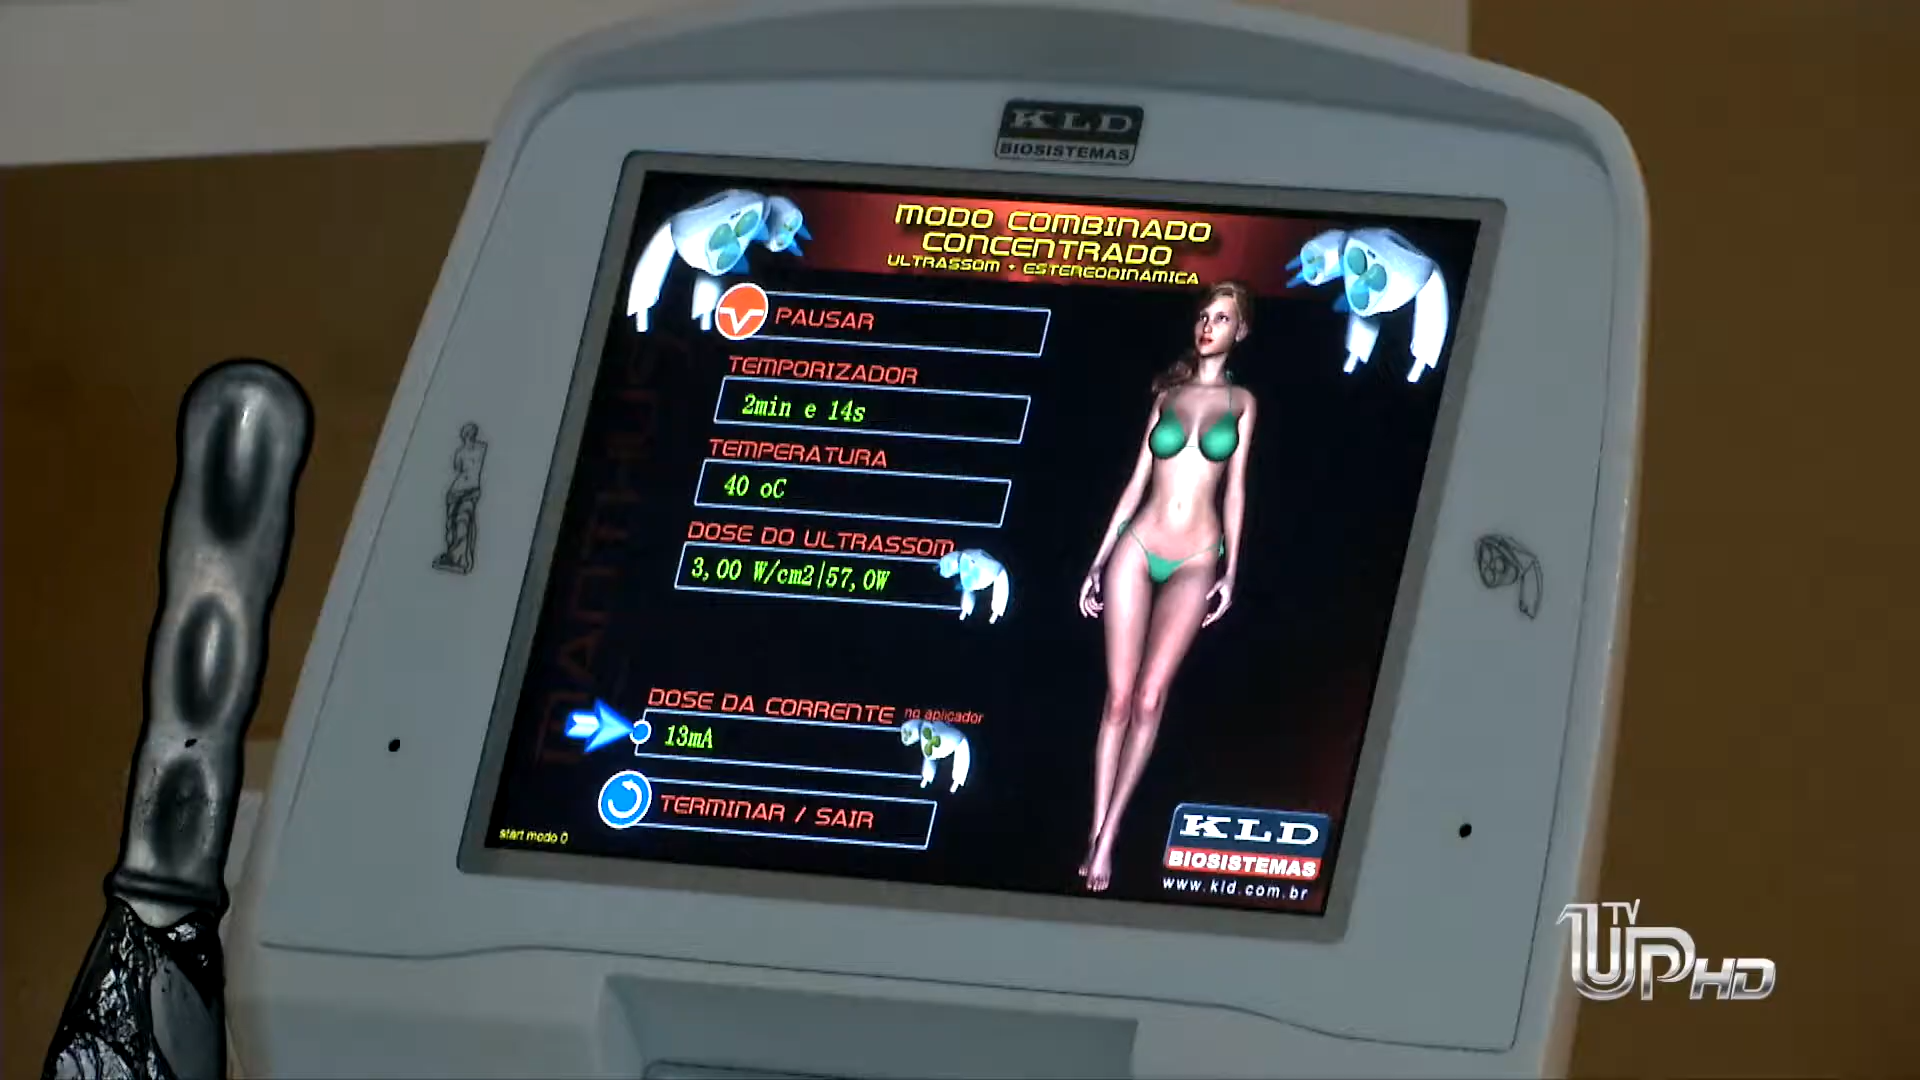 KLD
BIOSISTEMAS
MODO COMBINADO
CONCENTRADO
ULTRASSOM + ESTEREODINAMICA
PAUSAR
TEMPORIZADOR
2min e 14s
TEMPERATURA
40 oC
DOSE DO ULTRASSOM
3,00 W/cm2|57,0W
DOSE DA CORRENTE no aplicador
13mA
TERMINAR / SAIR
start modo 0
MANTHUS
KLD
BIOSISTEMAS
www.kld.com.br
TV
UP HD